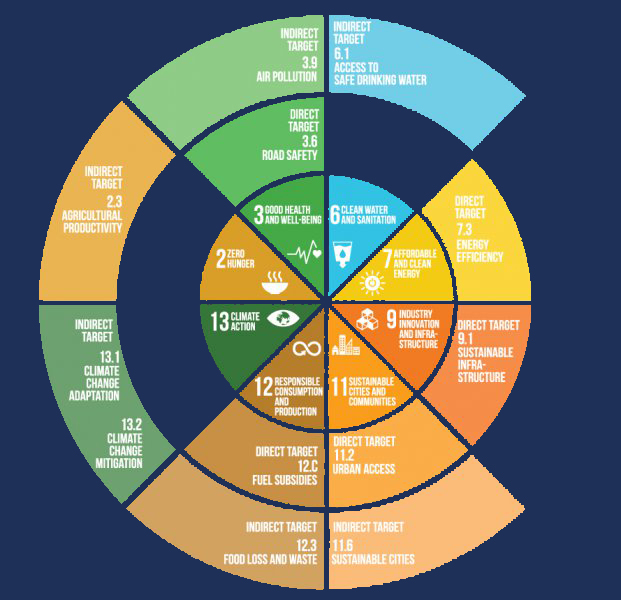 INDIRECT
TARGET
3.9
AIR POLLUTION
INDIRECT
TARGET
6.1
ACCESS TO
SAFE DRINKING WATER
DIRECT
TARGET
3.6
ROAD SAFETY
INDIRECT
TARGET
2.3
AGRICULTURAL
PRODUCTIVITY
3 GOOD HEALTH
AND WELL-BEING
6 CLEAN WATER
AND SANITATION
DIRECT
TARGET
7.3
ENERGY
EFFICIENCY
2 ZERO
HUNGER
7 AFFORDABLE
AND CLEAN
ENERGY
13 CLIMATE
ACTION
9 INDUSTRY
INNOVATION
AND INFRA-
STRUCTURE
DIRECT TARGET
9.1
SUSTAINABLE
INFRA-
STRUCTURE
INDIRECT
TARGET
13.1
CLIMATE
CHANGE
ADAPTATION
13.2
CLIMATE
CHANGE
MITIGATION
12 RESPONSIBLE
CONSUMPTION
AND
PRODUCTION
11 SUSTAINABLE
CITIES AND
COMMUNITIES
DIRECT TARGET
12.C
FUEL SUBSIDIES
DIRECT TARGET
11.2
URBAN ACCESS
INDIRECT TARGET
12.3
FOOD LOSS AND WASTE
INDIRECT TARGET
11.6
SUSTAINABLE CITIES